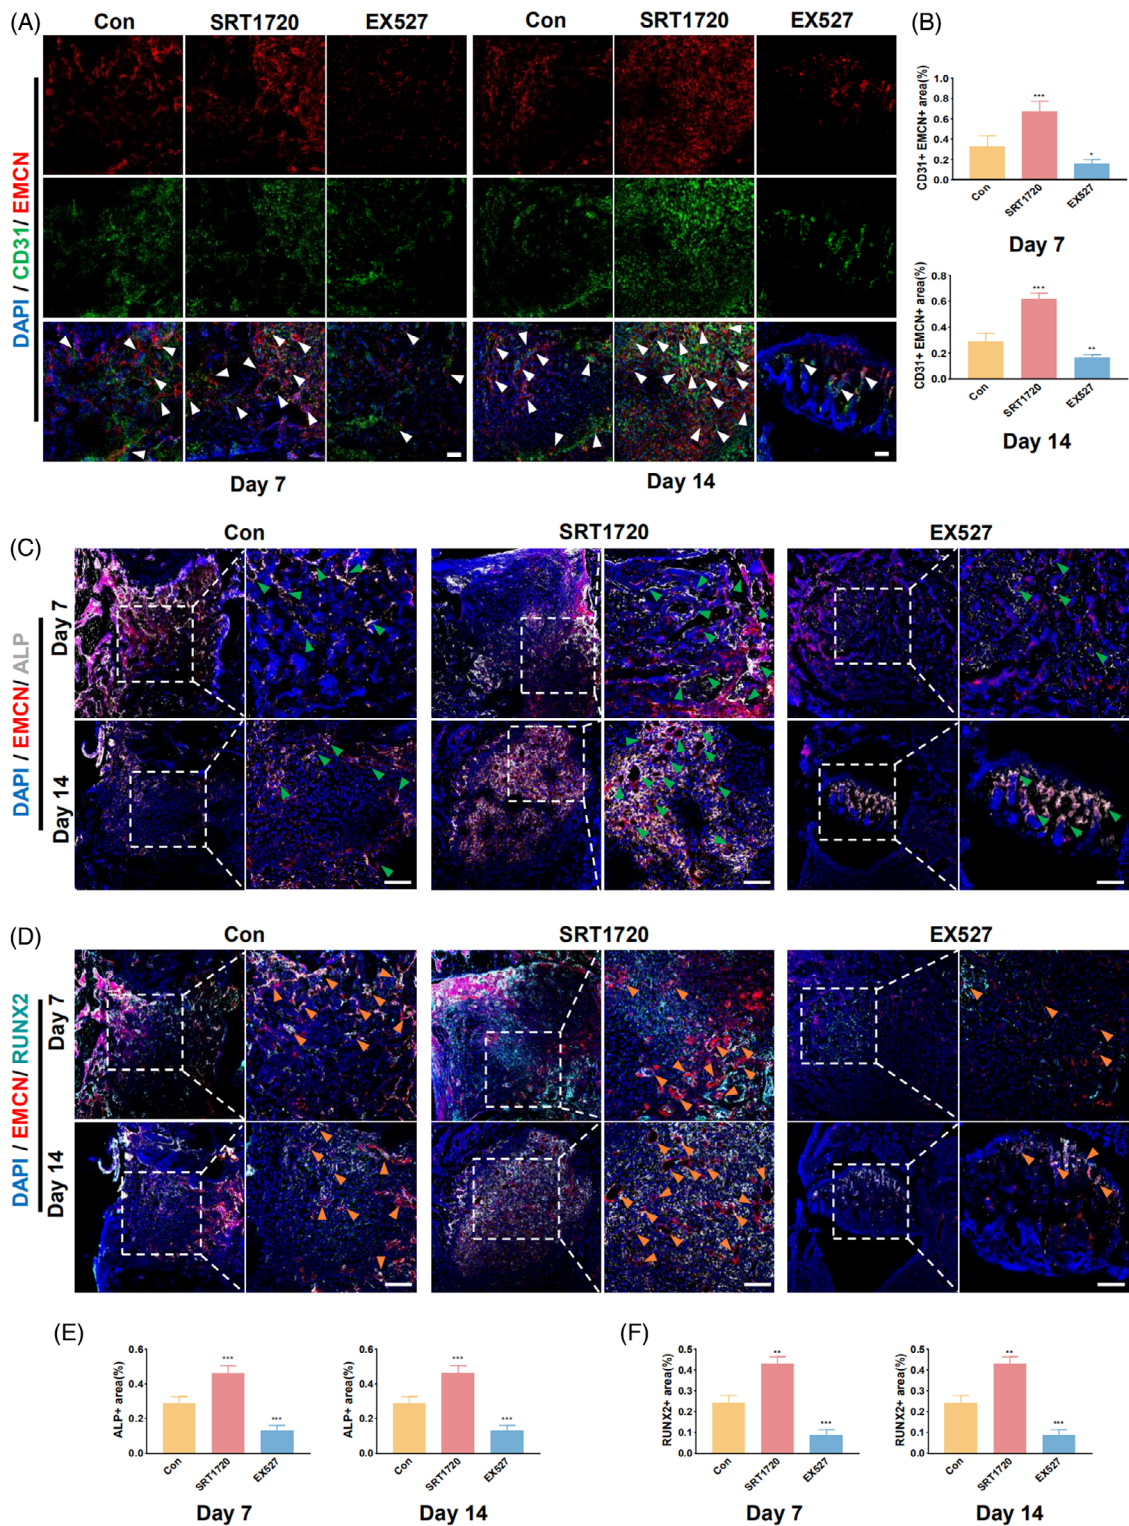 (A)
Con SRT1720 EX527 Con SRT1720 EX527
DAPI / CD31/ EMCN
Day 7 Day 14
(B)
CD31+ EMCN+ area(%)
1.0
0.8
0.6
0.4
0.2
0.0
***
*
Con SRT1720 EX527
Day 7
CD31+ EMCN+ area(%)
0.8
0.6
0.4
0.2
0.0
***
**
Con SRT1720 EX527
Day 14
(C)
Con SRT1720 EX527
DAPI / EMCN/ ALP
Day 7
Day 14
(D)
Con SRT1720 EX527
DAPI / EMCN/ RUNX2
Day 7
Day 14
(E)
ALP+ area(%)
0.6
0.4
0.2
0.0
***
***
Con SRT1720 EX527
Day 7
ALP+ area(%)
0.6
0.4
0.2
0.0
***
***
Con SRT1720 EX527
Day 14
(F)
RUNX2+ area(%)
0.5
0.4
0.3
0.2
0.1
0.0
**
***
Con SRT1720 EX527
Day 7
RUNX2+ area(%)
0.5
0.4
0.3
0.2
0.1
0.0
**
***
Con SRT1720 EX527
Day 14